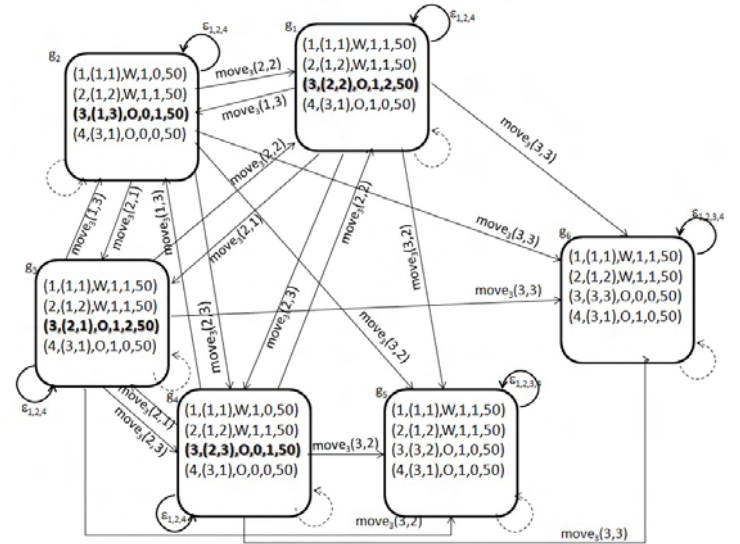 ε1,2,4
ε1,2,4
g1
g2
(1,(1,1),W,1,1,50)
(2,(1,2),W,1,1,50)
(3,(2,2),O,1,2,50)
(4,(3,1),O,1,0,50)
(1,(1,1),W,1,0,50)
(2,(1,2),W,1,1,50)
(3,(1,3),O,0,1,50)
(4,(3,1),O,0,0,50)
move3(2,2)
move3(1,3)
move3(3,3)
move3(2,2)
move3(1,3)
move3(2,1)
move3(1,3)
move3(2,1)
move3(2,2)
move3(3,2)
move3(3,3)
ε1,2,3,4
g6
(1,(1,1),W,1,1,50)
(2,(1,2),W,1,1,50)
(3,(3,3),O,0,0,50)
(4,(3,1),O,1,0,50)
g3
(1,(1,1),W,1,1,50)
(2,(1,2),W,1,1,50)
(3,(2,1),O,1,2,50)
(4,(3,1),O,1,0,50)
move3(3,3)
move3(2,3)
move3(2,3)
move3(3,2)
ε1,2,4
move3(2,1)
move3(2,3)
g4
(1,(1,1),W,1,0,50)
(2,(1,2),W,1,1,50)
(3,(2,3),O,0,1,50)
(4,(3,1),O,0,0,50)
ε1,2,4
move3(3,2)
g5
ε1,2,3,4
(1,(1,1),W,1,1,50)
(2,(1,2),W,1,1,50)
(3,(3,2),O,1,0,50)
(4,(3,1),O,1,0,50)
move3(3,2)
move3(3,3)